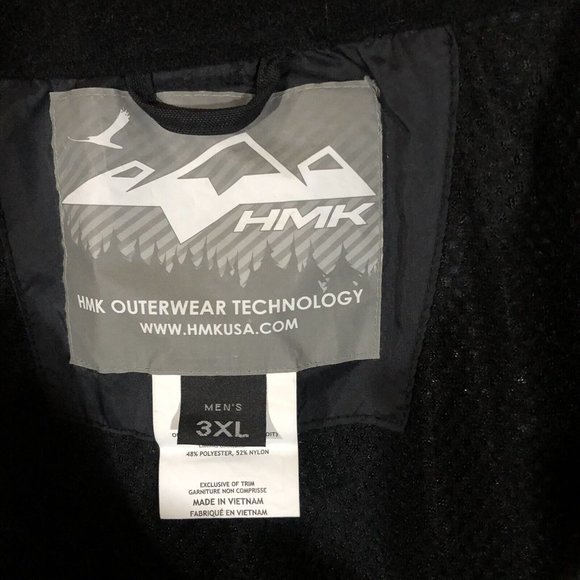 HMK
HMK OUTERWEAR TECHNOLOGY
WWW.HMKUSA.COM
MEN'S
3XL
48% POLYESTER, 52% NYLON
EXCLUSIVE OF TRIM
GARNITURE NON COMPRISE
MADE IN VIETNAM
FABRIQUÉ EN VIETNAM